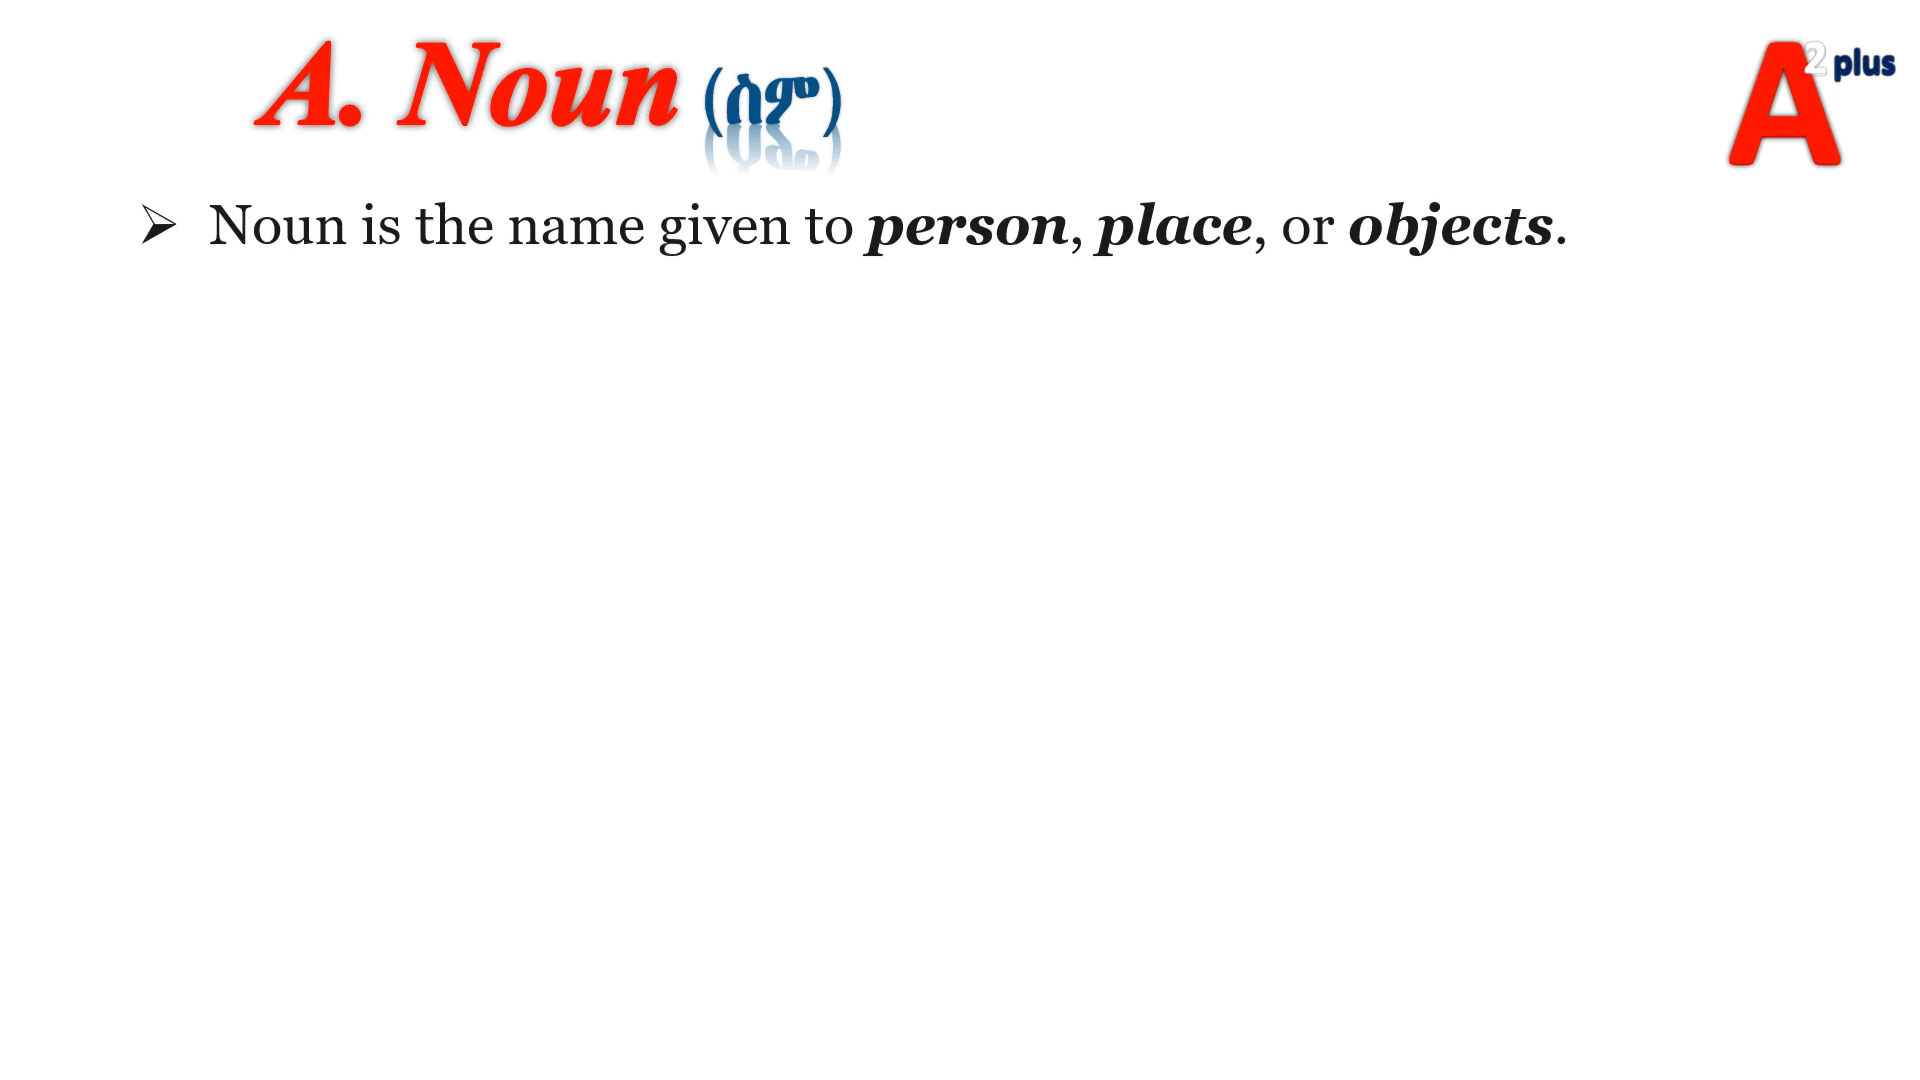 A. Noun (ስም)
A2 plus
➢ Noun is the name given to person, place, or objects.